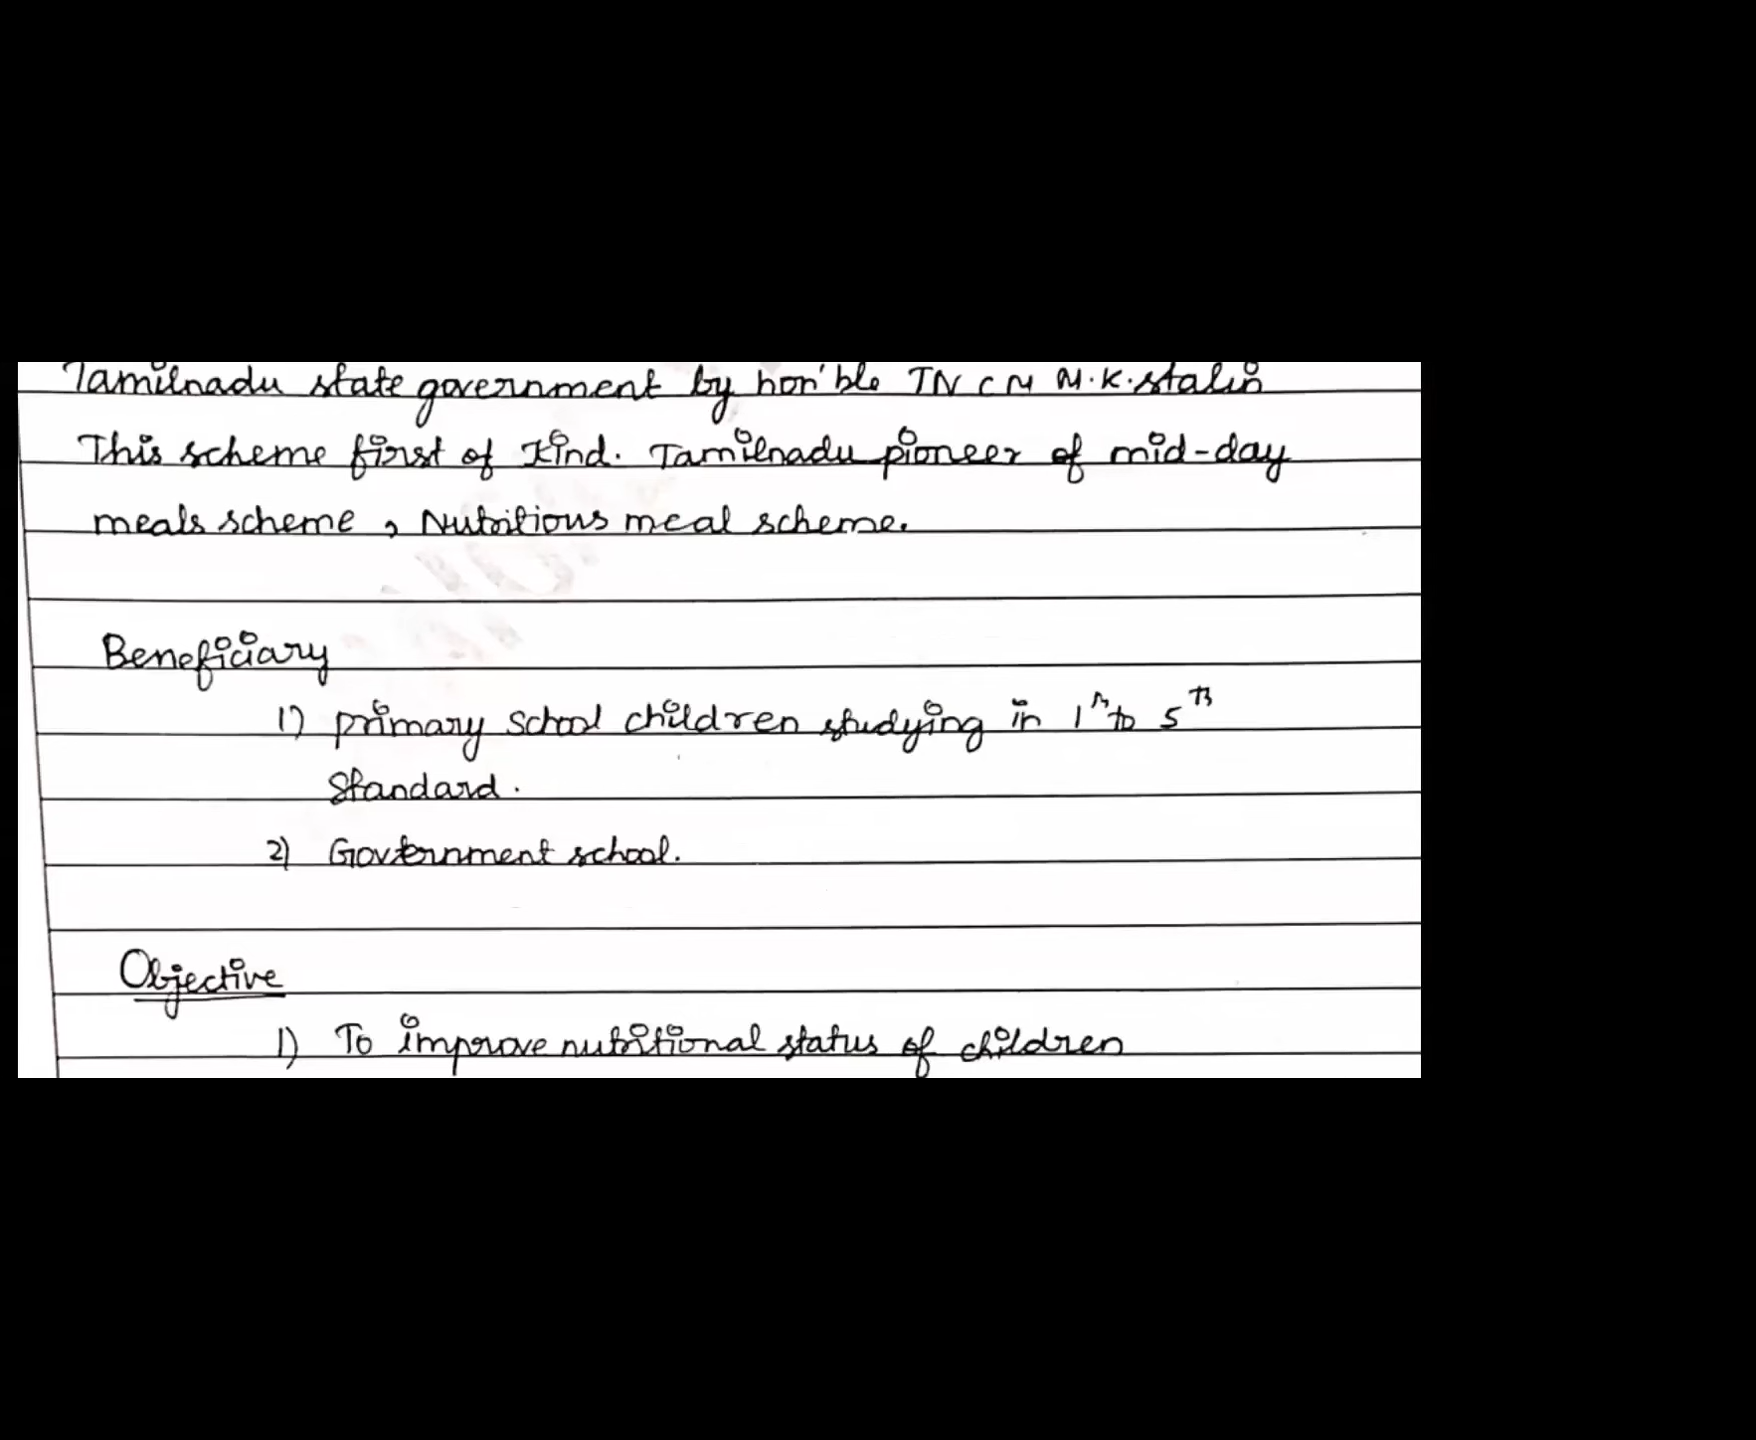 Tamilnadu state government by hon'ble TN CM M.K.stalin
This scheme first of Kind. Tamilnadu pioneer of mid-day
meals scheme, Nutritious meal scheme.
Beneficiary
1) primary school children studying in 1st to 5th
Standard.
2) Government school.
Objective
1) To improve nutritional status of children